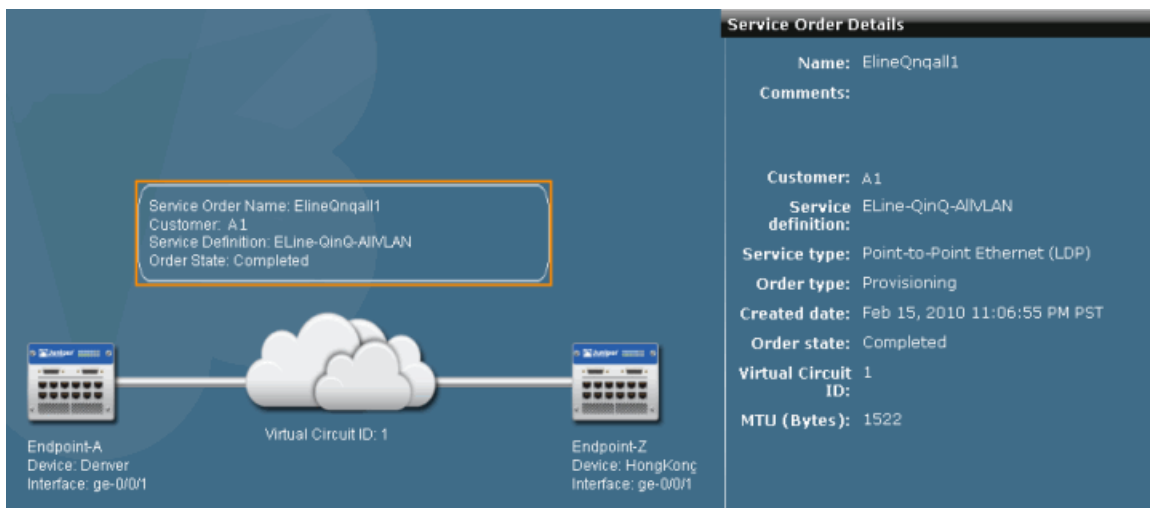 Service Order Name: ElineQnqall1
Customer: A1
Service Definition: ELine-QinQ-AllVLAN
Order State: Completed
Juniper
Juniper
Virtual Circuit ID: 1
Endpoint-A
Device: Denver
Interface: ge-0/0/1
Endpoint-Z
Device: HongKong
Interface: ge-0/0/1
Service Order Details
Name: ElineQnqall1
Comments:
Customer: A1
Service ELine-QinQ-AllVLAN
definition:
Service type: Point-to-Point Ethernet (LDP)
Order type: Provisioning
Created date: Feb 15, 2010 11:06:55 PM PST
Order state: Completed
Virtual Circuit 1
ID:
MTU (Bytes): 1522